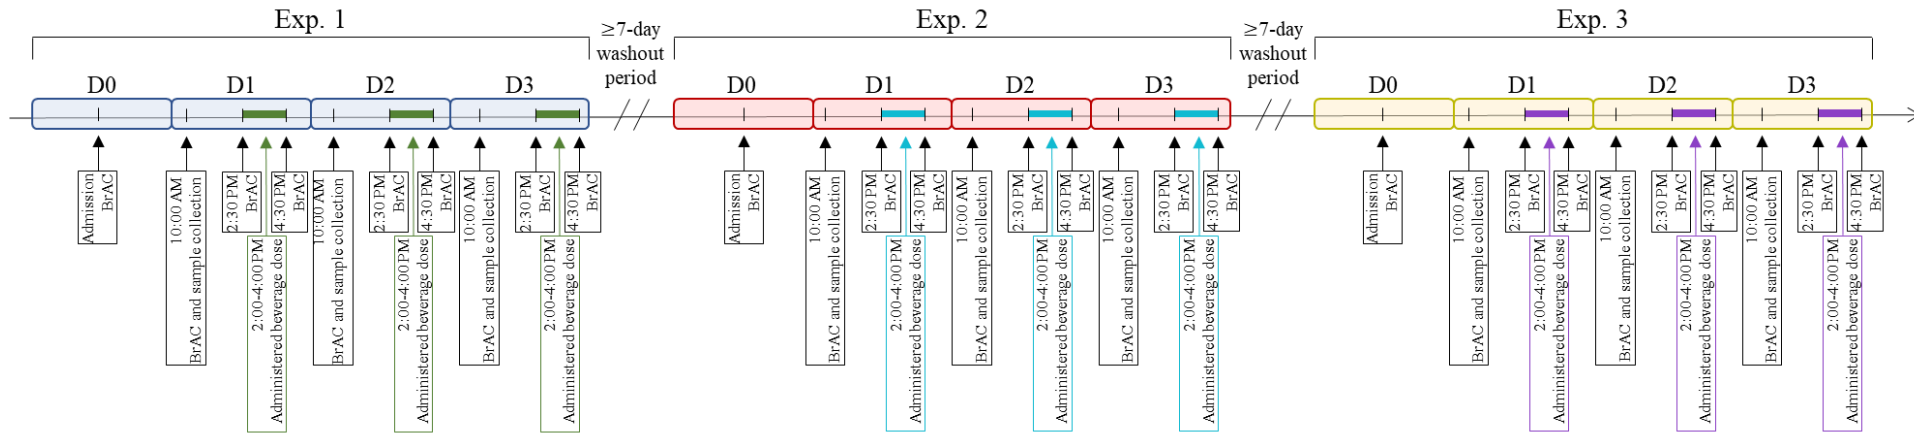 Exp. 1
≥7-day
washout
period
Exp. 2
≥7-day
washout
period
Exp. 3
D0
D1
D2
D3
D0
D1
D2
D3
D0
D1
D2
D3
Admission
BrAC
10:00 AM
BrAC and sample collection
2:30 PM
BrAC
2:00-4:00 PM
Administered beverage dose
4:30 PM
BrAC
10:00 AM
BrAC and sample collection
2:30 PM
BrAC
2:00-4:00 PM
Administered beverage dose
4:30 PM
BrAC
10:00 AM
BrAC and sample collection
2:30 PM
BrAC
2:00-4:00 PM
Administered beverage dose
4:30 PM
BrAC
Admission
BrAC
10:00 AM
BrAC and sample collection
2:30 PM
BrAC
2:00-4:00 PM
Administered beverage dose
4:30 PM
BrAC
10:00 AM
BrAC and sample collection
2:30 PM
BrAC
2:00-4:00 PM
Administered beverage dose
4:30 PM
BrAC
10:00 AM
BrAC and sample collection
2:30 PM
BrAC
2:00-4:00 PM
Administered beverage dose
4:30 PM
BrAC
Admission
BrAC
10:00 AM
BrAC and sample collection
2:30 PM
BrAC
2:00-4:00 PM
Administered beverage dose
4:30 PM
BrAC
10:00 AM
BrAC and sample collection
2:30 PM
BrAC
2:00-4:00 PM
Administered beverage dose
4:30 PM
BrAC
10:00 AM
BrAC and sample collection
2:30 PM
BrAC
2:00-4:00 PM
Administered beverage dose
4:30 PM
BrAC